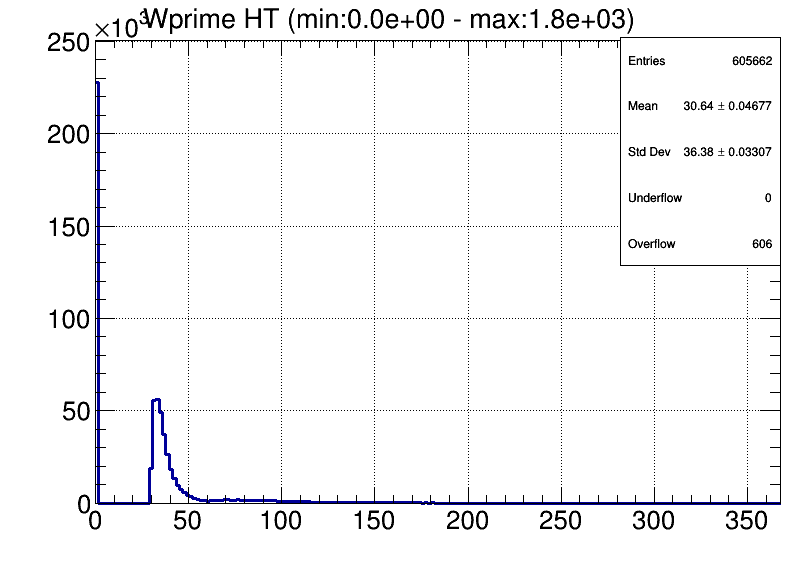 ×10³
Wprime HT (min:0.0e+00 - max:1.8e+03)
Entries 605662
Mean 30.64 ± 0.04677
Std Dev 36.38 ± 0.03307
Underflow 0
Overflow 606
250
200
150
100
50
0
0 50 100 150 200 250 300 350